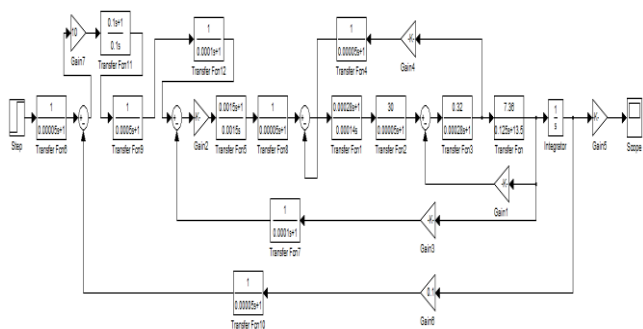 1
0.00005s+1
Transfer Fcn4
-K-
Gain4
10
Gain7
0.1s+1
0.1s
Transfer Fcn11
1
0.0001s+1
Transfer Fcn12
Step
1
0.00005s+1
1
0.0005s+1
Transfer Fcn9
-K-
Gain2
0.0015s+1
0.0015s
1
0.00005s+1
Transfer Fcn8
0.00028s+1
0.00014s
Transfer Fcn1
30
0.00005s+1
Transfer Fcn2
0.32
0.00028s+1
Transfer Fcn3
7.36
0.125s+13.5
Transfer Fcn
1
s
Integrator
-K-
Gain5
Scope
-K-
Gain1
1
0.0001s+1
Transfer Fcn7
-K-
Gain3
1
0.00005s+1
Transfer Fcn10
0.1
Gain6